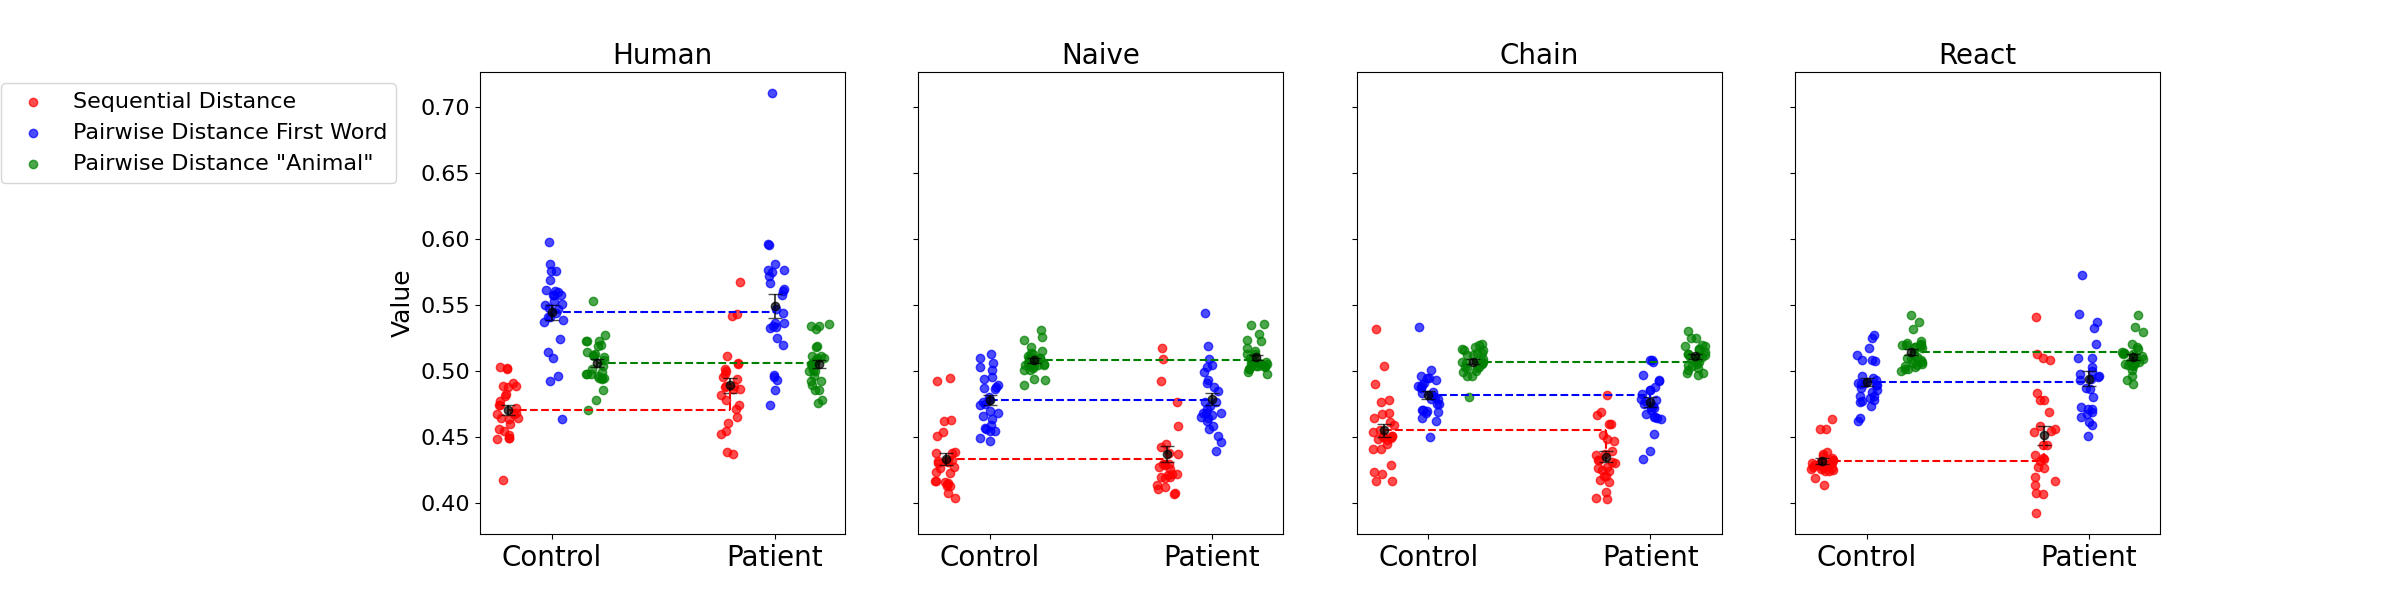 Human
Naive
Chain
React
Sequential Distance
Pairwise Distance First Word
Pairwise Distance "Animal"
Value
0.70
0.65
0.60
0.55
0.50
0.45
0.40
Control
Patient
Control
Patient
Control
Patient
Control
Patient